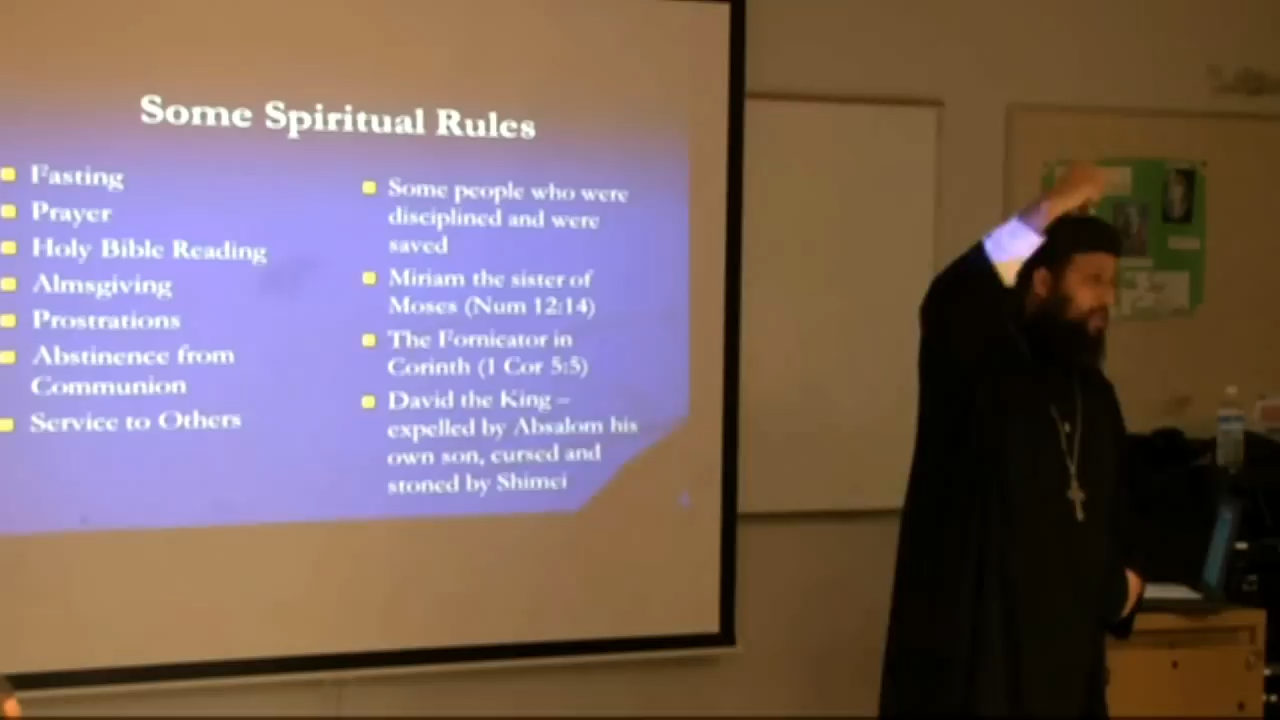 Some Spiritual Rules
Fasting
Prayer
Holy Bible Reading
Almsgiving
Prostrations
Abstinence from
Communion
Service to Others
Some people who were
disciplined and were
saved
Miriam the sister of
Moses (Num 12:14)
The Fornicator in
Corinth (1 Cor 5:5)
David the King –
expelled by Absalom his
own son, cursed and
stoned by Shimei